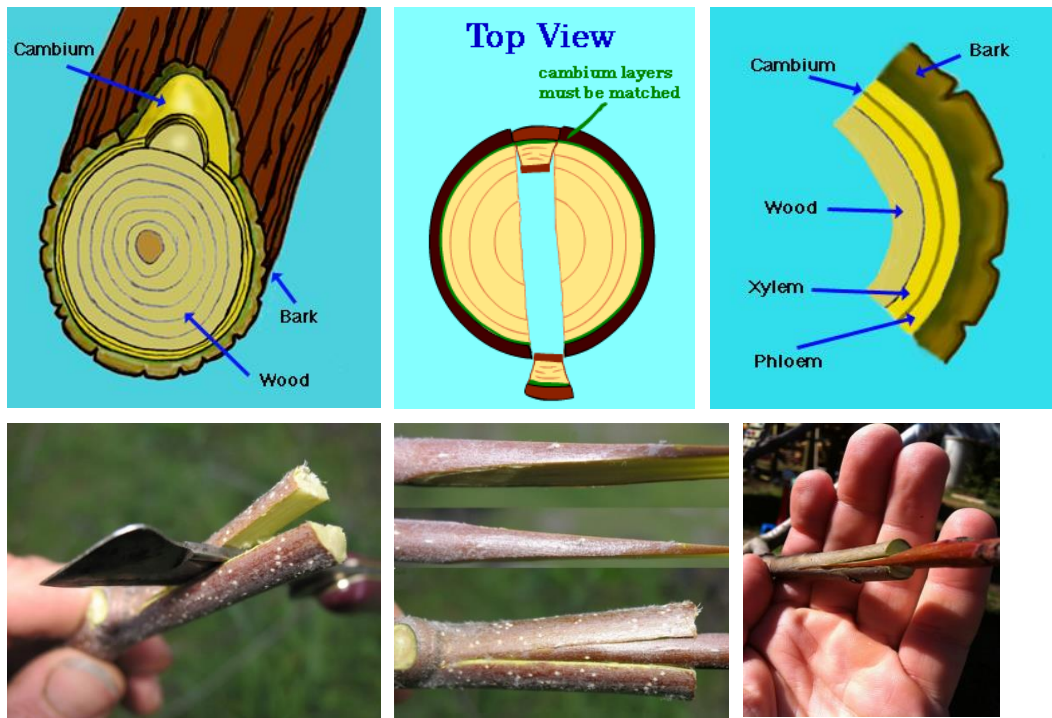 Cambium
Bark
Wood
Top View
cambium layers
must be matched
Bark
Cambium
Wood
Xylem
Phloem